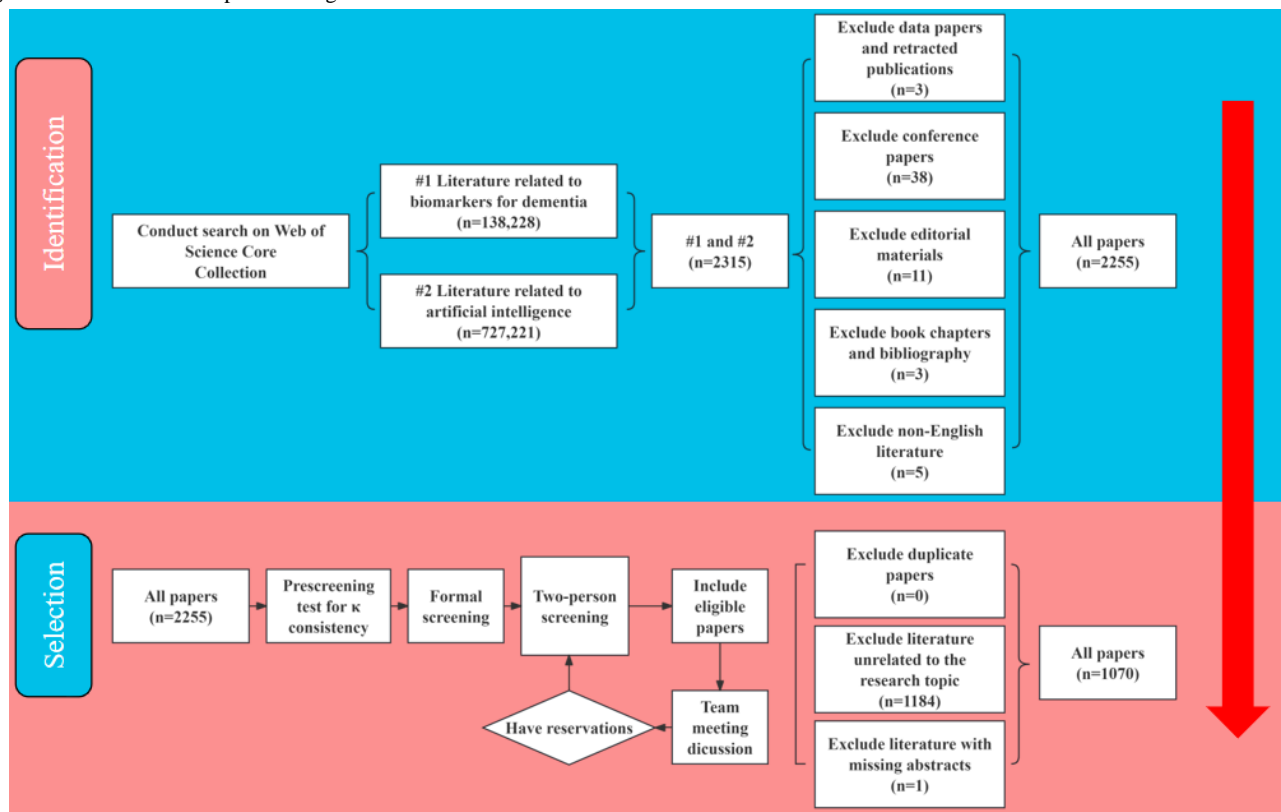 Identification
Conduct search on Web of
Science Core
Collection
#1 Literature related to
biomarkers for dementia
(n=138,228)
#2 Literature related to
artificial intelligence
(n=727,221)
#1 and #2
(n=2315)
Exclude data papers
and retracted
publications
(n=3)
Exclude conference
papers
(n=38)
Exclude editorial
materials
(n=11)
Exclude book chapters
and bibliography
(n=3)
Exclude non-English
literature
(n=5)
All papers
(n=2255)
Selection
All papers
(n=2255)
Prescreening
test for κ
consistency
Formal
screening
Two-person
screening
Include
eligible
papers
Team
meeting
dicussion
Have reservations
Exclude duplicate
papers
(n=0)
Exclude literature
unrelated to the
research topic
(n=1184)
Exclude literature with
missing abstracts
(n=1)
All papers
(n=1070)